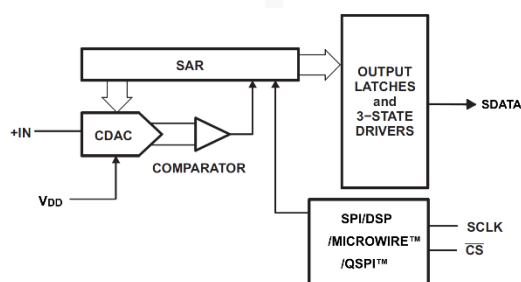 SAR
OUTPUT
LATCHES
and
3−STATE
DRIVERS
SDATA
+IN
CDAC
COMPARATOR
VDD
SPI/DSP
/MICROWIRE™
/QSPI™
SCLK
CS